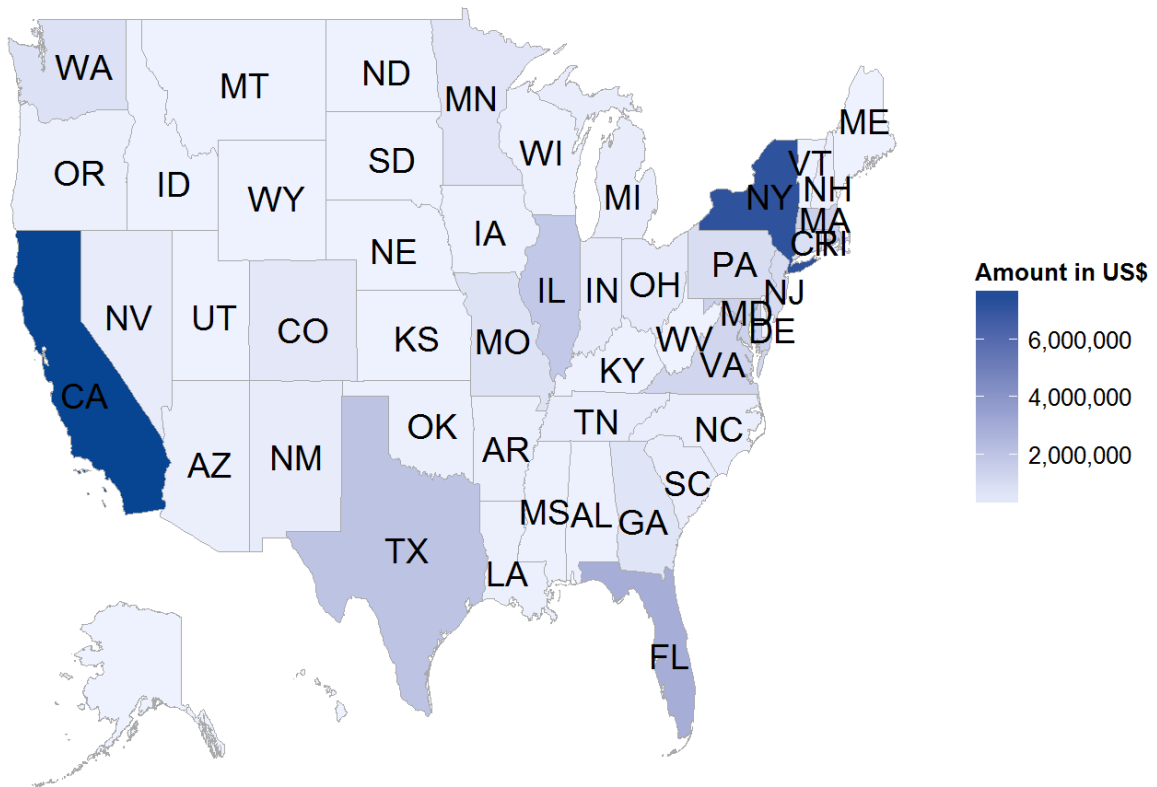 WA
MT
ND
MN
ME
OR
ID
WY
SD
WI
MI
VT
NH
NY
MA
CRI
IA
NE
PA
NJ
NV
UT
CO
KS
MO
IL
IN
OH
MD
DE
WV
VA
KY
CA
AZ
NM
OK
AR
TN
NC
SC
MS
AL
GA
TX
LA
FL
Amount in US$
6,000,000
4,000,000
2,000,000